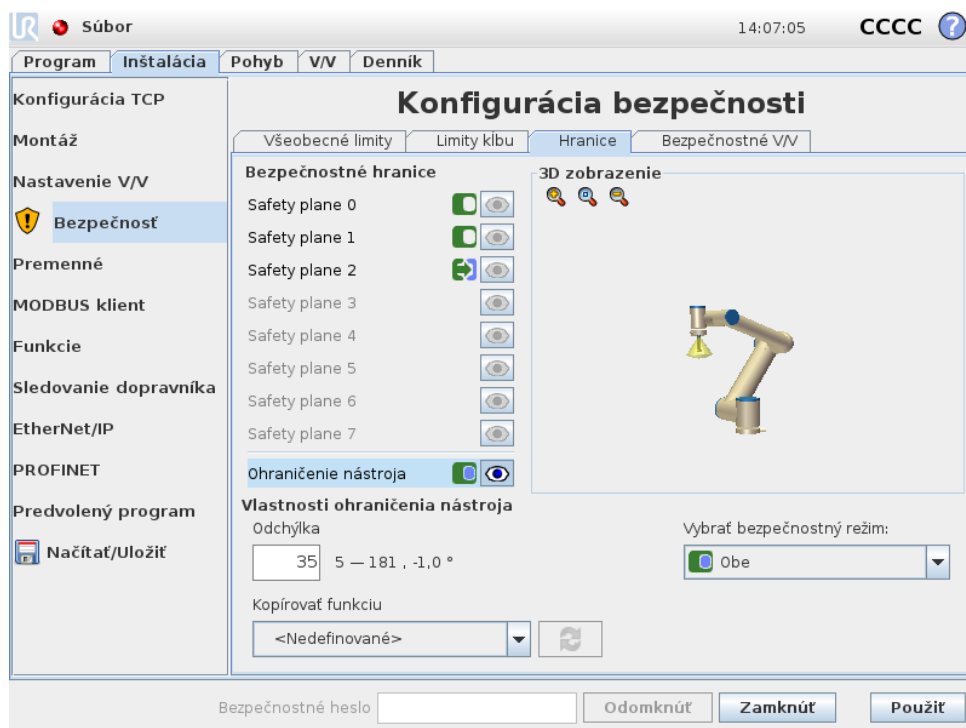 UR Súbor 14:07:05 CCCC ?
Program Inštalácia Pohyb V/V Denník
Konfigurácia TCP
Montáž
Nastavenie V/V
Bezpečnosť
Premenné
MODBUS klient
Funkcie
Sledovanie dopravníka
EtherNet/IP
PROFINET
Predvolený program
Načítať/Uložiť
Konfigurácia bezpečnosti
Všeobecné limity Limity kĺbu Hranice Bezpečnostné V/V
Bezpečnostné hranice
Safety plane 0
Safety plane 1
Safety plane 2
Safety plane 3
Safety plane 4
Safety plane 5
Safety plane 6
Safety plane 7
Ohraničenie nástroja
3D zobrazenie
Vlastnosti ohraničenia nástroja
Odchýlka
35 5 — 181 , -1,0 °
Vybrať bezpečnostný režim:
Obe
Kopírovať funkciu
<Nedefinované>
Bezpečnostné heslo Odomknúť Zamknúť Použiť